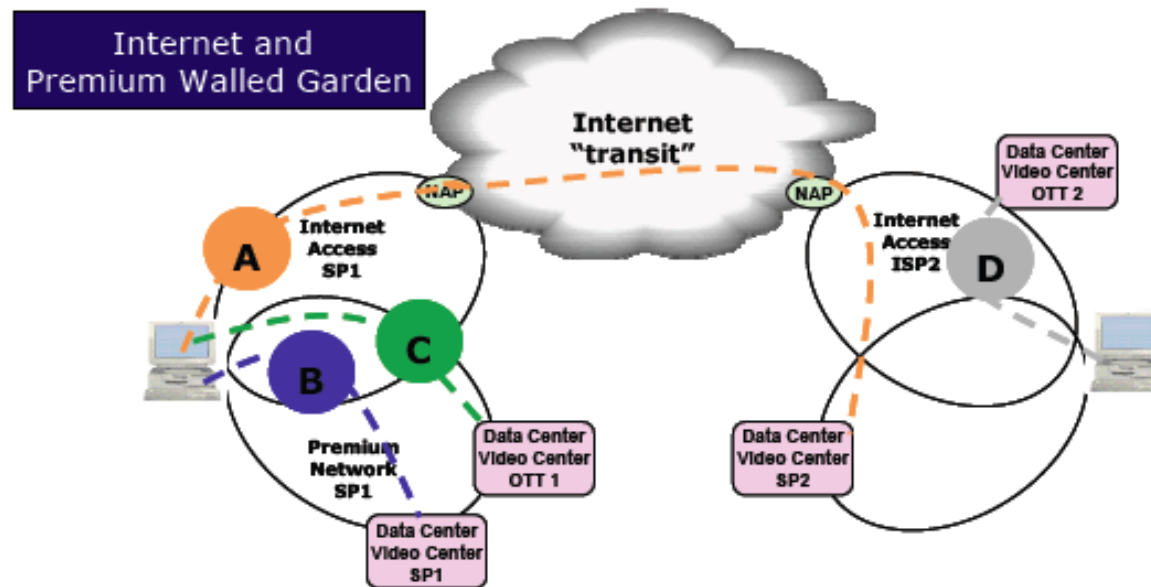 Internet and
Premium Walled Garden
Internet
"transit"
NAP
NAP
Data Center
Video Center
OTT 2
A
Internet
Access
SP1
Internet
Access
ISP2
D
B
C
Premium
Network
SP1
Data Center
Video Center
OTT 1
Data Center
Video Center
SP2
Data Center
Video Center
SP1